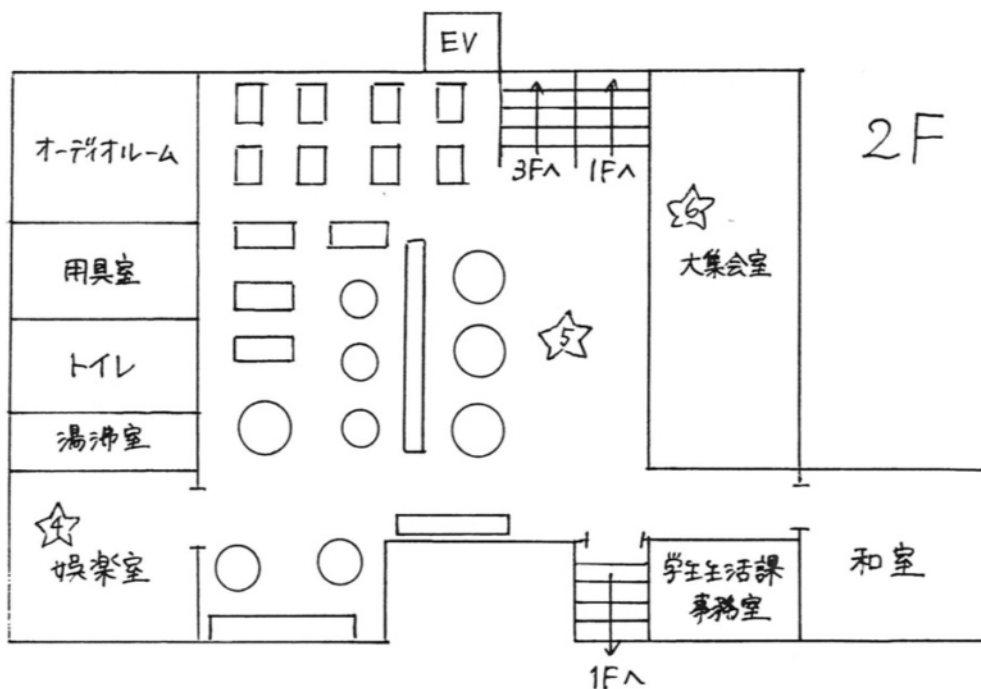 EV
2F
オーディオルーム
3Fへ
1Fへ
6
大集会室
用具室
5
トイレ
湯沸室
4
娯楽室
学生生活課
事務室
和室
1Fへ